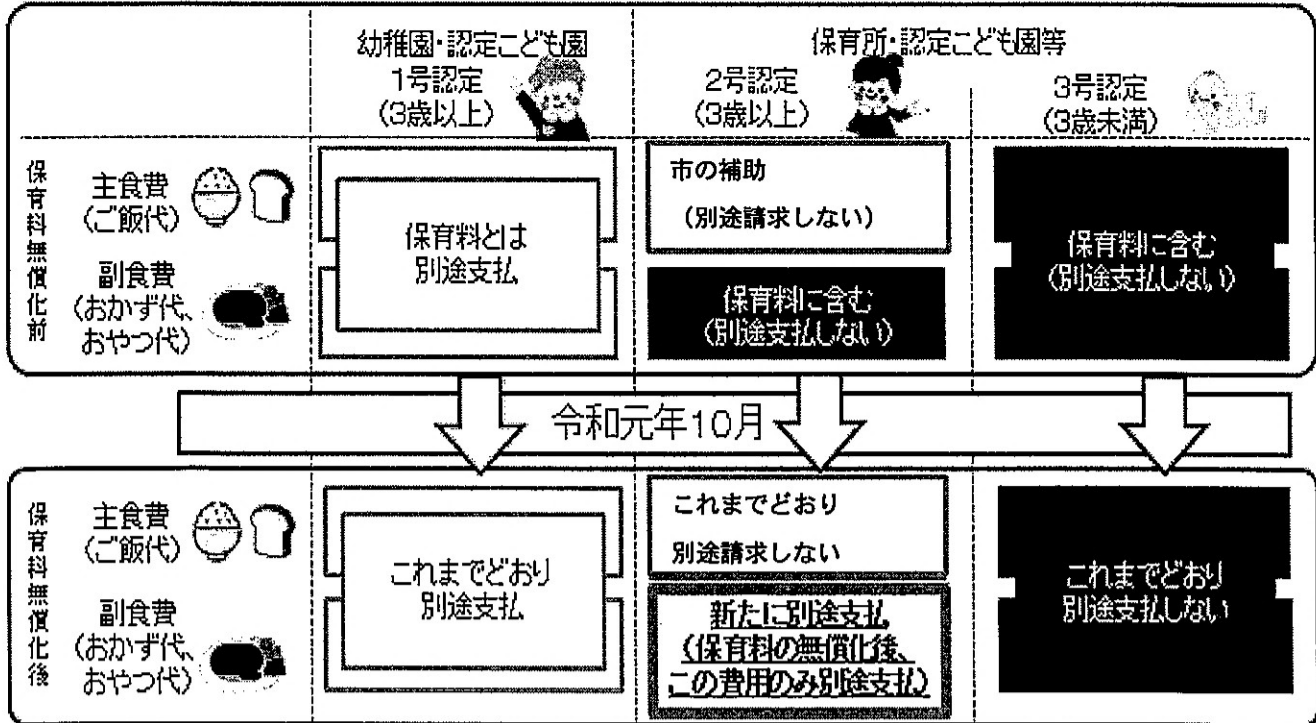 幼稚園・認定こども園
1号認定
(3歳以上)
保育所・認定こども園等
2号認定
(3歳以上)
3号認定
(3歳未満)
保育料無償化前
主食費
(ご飯代)
副食費
(おかず代、
おやつ代)
保育料とは
別途支払
市の補助
(別途請求しない)
保育料に含む
(別途支払しない)
保育料に含む
(別途支払しない)
令和元年10月
保育料無償化後
主食費
(ご飯代)
副食費
(おかず代、
おやつ代)
これまでどおり
別途支払
これまでどおり
別途請求しない
新たに別途支払
(保育料の無償化後、
この費用のみ別途支払)
これまでどおり
別途支払しない